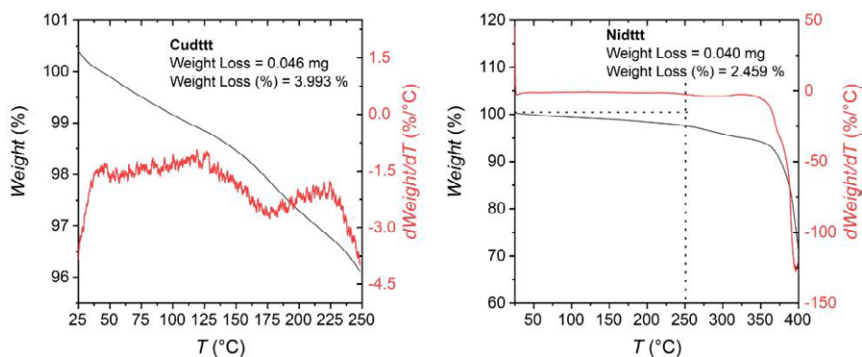 Cudttt
Weight Loss = 0.046 mg
Weight Loss (%) = 3.993 %
Weight (%)
101
100
99
98
97
96
1.5
0.0
-1.5
-3.0
-4.5
dWeight/dT (%/°C)
25 50 75 100 125 150 175 200 225 250
T (°C)
Nidttt
Weight Loss = 0.040 mg
Weight Loss (%) = 2.459 %
Weight (%)
120
110
100
90
80
70
60
50
0
-50
-100
-150
dWeight/dT (%/°C)
50 100 150 200 250 300 350 400
T (°C)